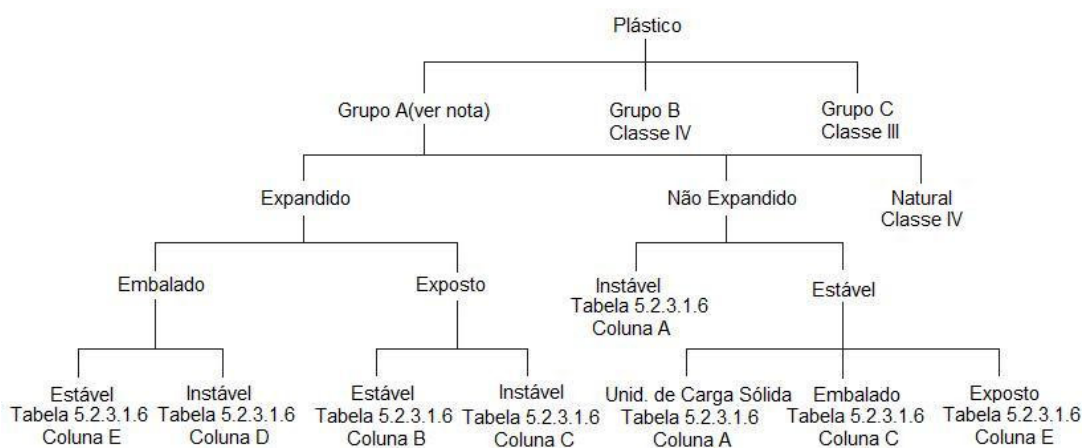 Plástico
Grupo A(ver nota)
Grupo B
Classe IV
Grupo C
Classe III
Expandido
Não Expandido
Natural
Classe IV
Embalado
Exposto
Instável
Tabela 5.2.3.1.6
Coluna A
Estável
Estável
Tabela 5.2.3.1.6
Coluna E
Instável
Tabela 5.2.3.1.6
Coluna D
Estável
Tabela 5.2.3.1.6
Coluna B
Instável
Tabela 5.2.3.1.6
Coluna C
Unid. de Carga Sólida
Tabela 5.2.3.1.6
Coluna A
Embalado
Tabela 5.2.3.1.6
Coluna C
Exposto
Tabela 5.2.3.1.6
Coluna E